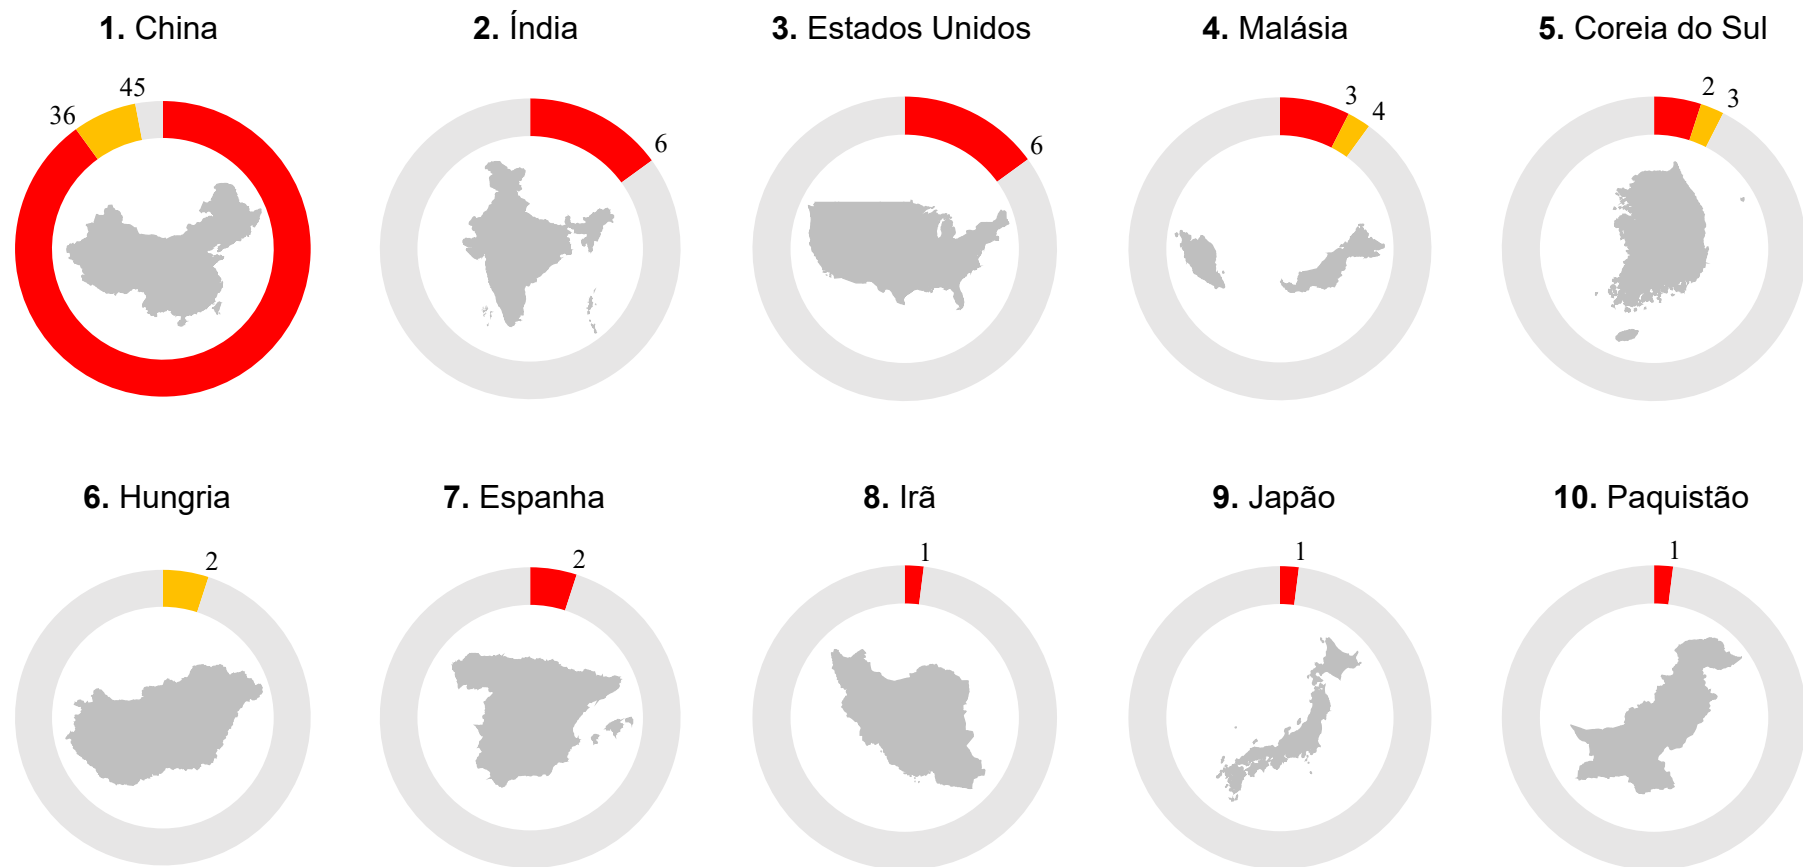 1. China
2. Índia
3. Estados Unidos
4. Malásia
5. Coreia do Sul
36
45
6
6
3
4
2
3
6. Hungria
7. Espanha
8. Irã
9. Japão
10. Paquistão
2
2
1
1
1